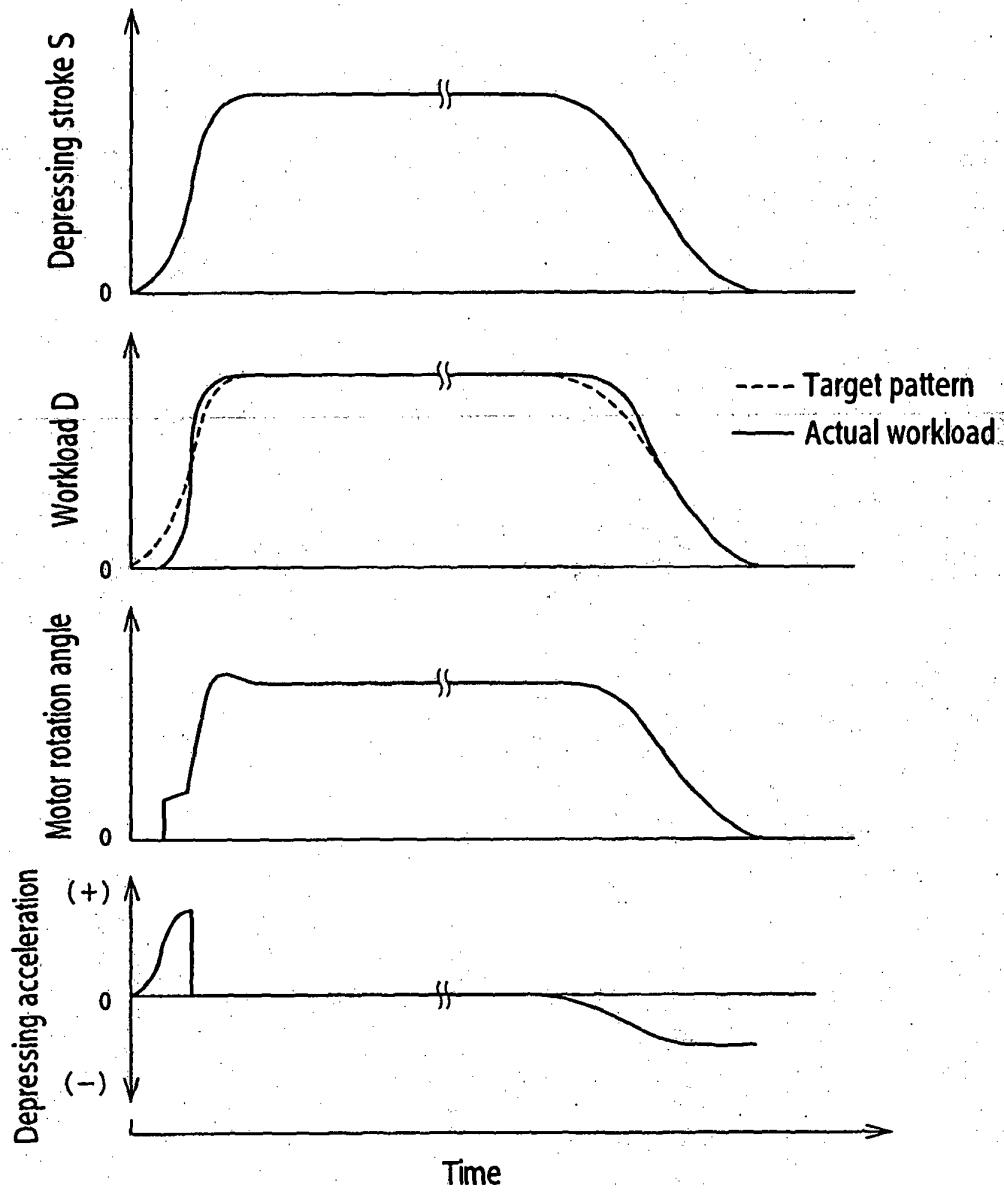 Depressing stroke S
0
Workload D
0
---- Target pattern
— Actual workload
Motor rotation angle
0
Depressing acceleration
(+)
0
(−)
Time